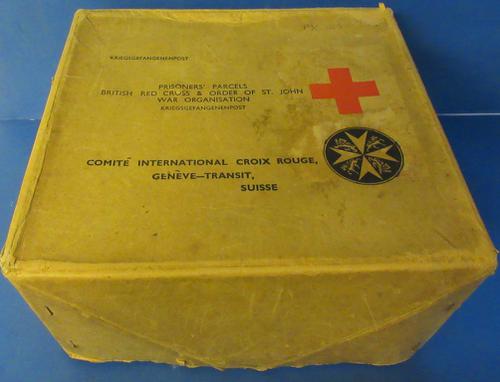 KRIEGSGEFANGENENPOST
PRISONERS' PARCELS
BRITISH RED CROSS & ORDER OF ST. JOHN
WAR ORGANISATION
KRIEGSGEFANGENENPOST
COMITÉ INTERNATIONAL CROIX ROUGE,
GENÈVE—TRANSIT,
SUISSE